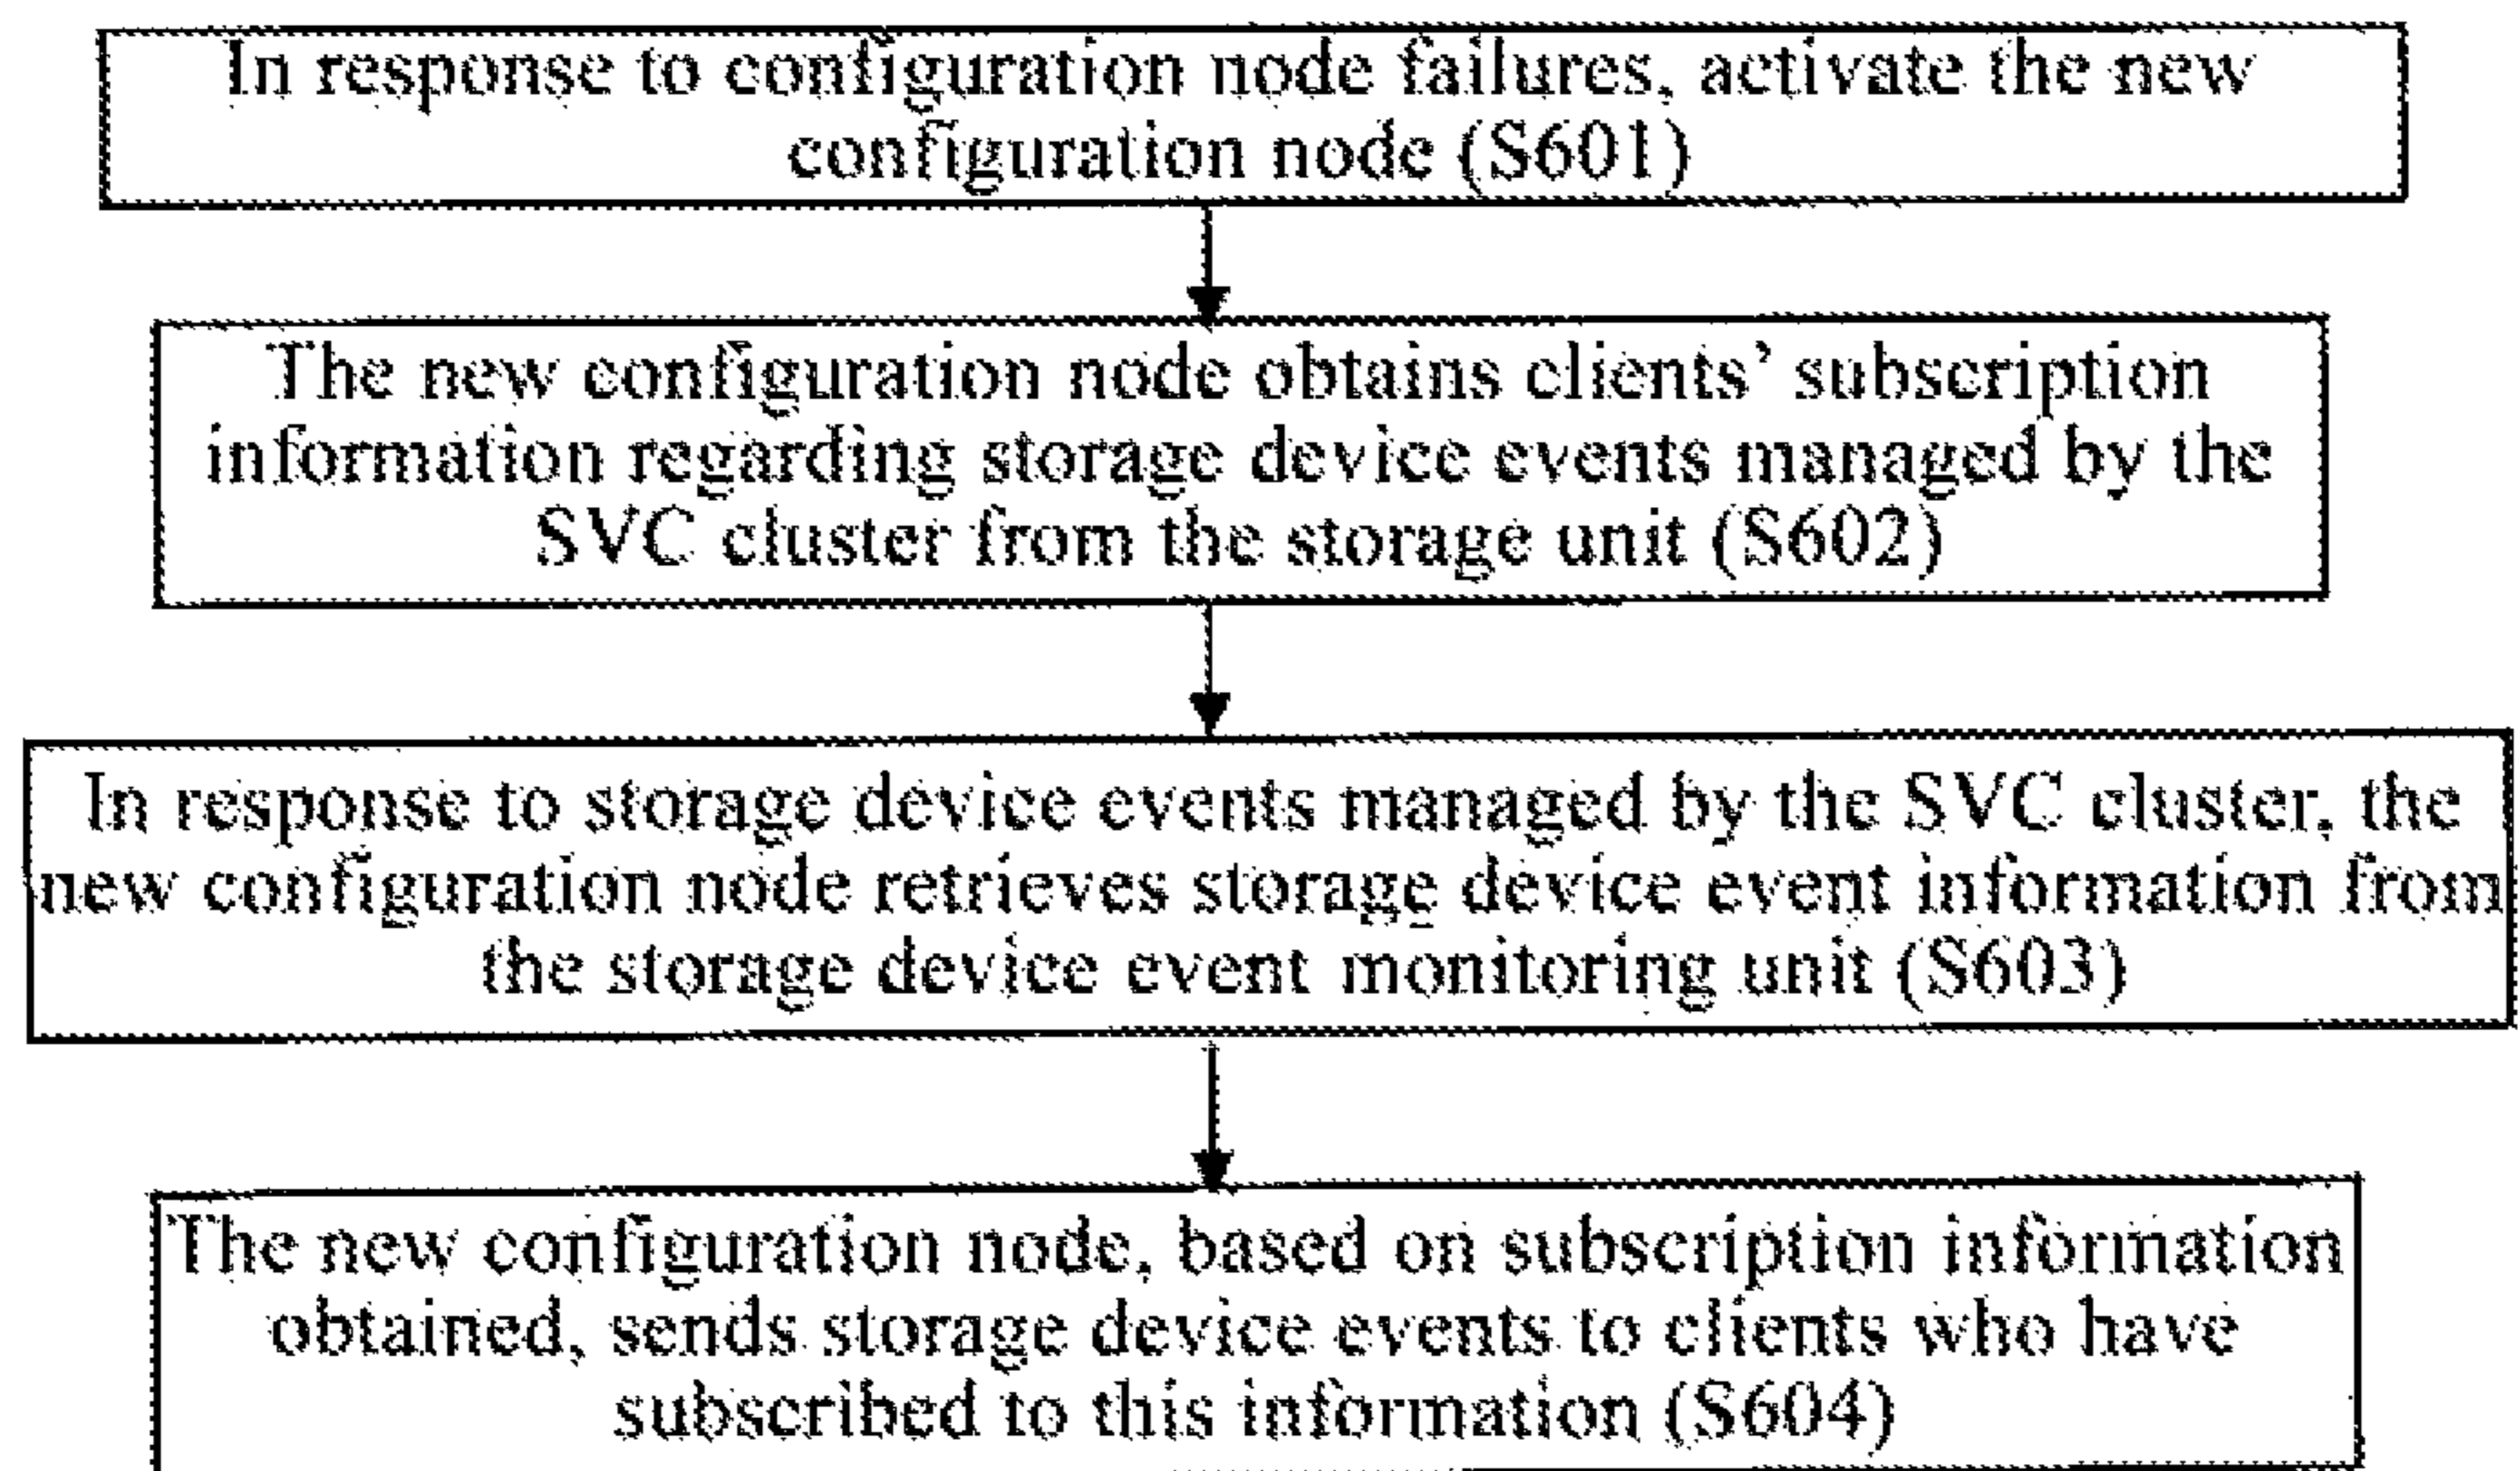 In response to configuration node failures, activate the new
configuration node (S601)
The new configuration node obtains clients' subscription
information regarding storage device events managed by the
SVC cluster from the storage unit (S602)
In response to storage device events managed by the SVC cluster, the
new configuration node retrieves storage device event information from
the storage device event monitoring unit (S603)
The new configuration node, based on subscription information
obtained, sends storage device events to clients who have
subscribed to this information (S604)